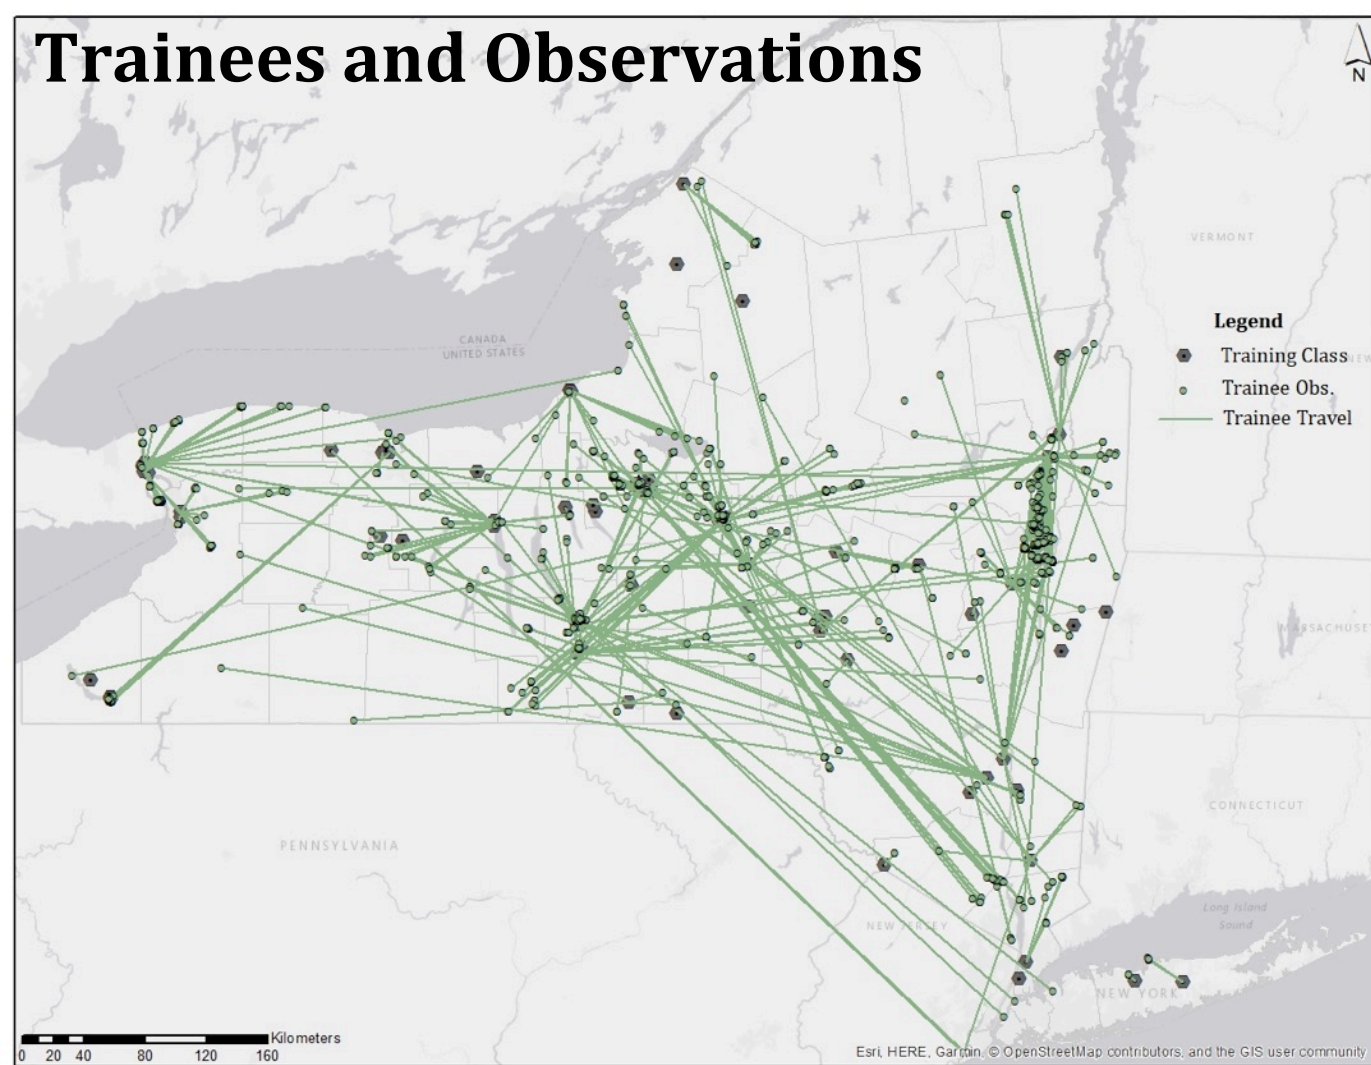 Trainees and Observations
N
VERMONT
CANADA
UNITED STATES
Legend
Training Class
NEW
Trainee Obs.
Trainee Travel
MASSACHUSE
CONNECTICUT
PENNSYLVANIA
Long Island
Sound
NEW JERSEY
NEW YORK
Kilometers
0 20 40 80 120 160
Esri, HERE, Garmin, © OpenStreetMap contributors, and the GIS user community